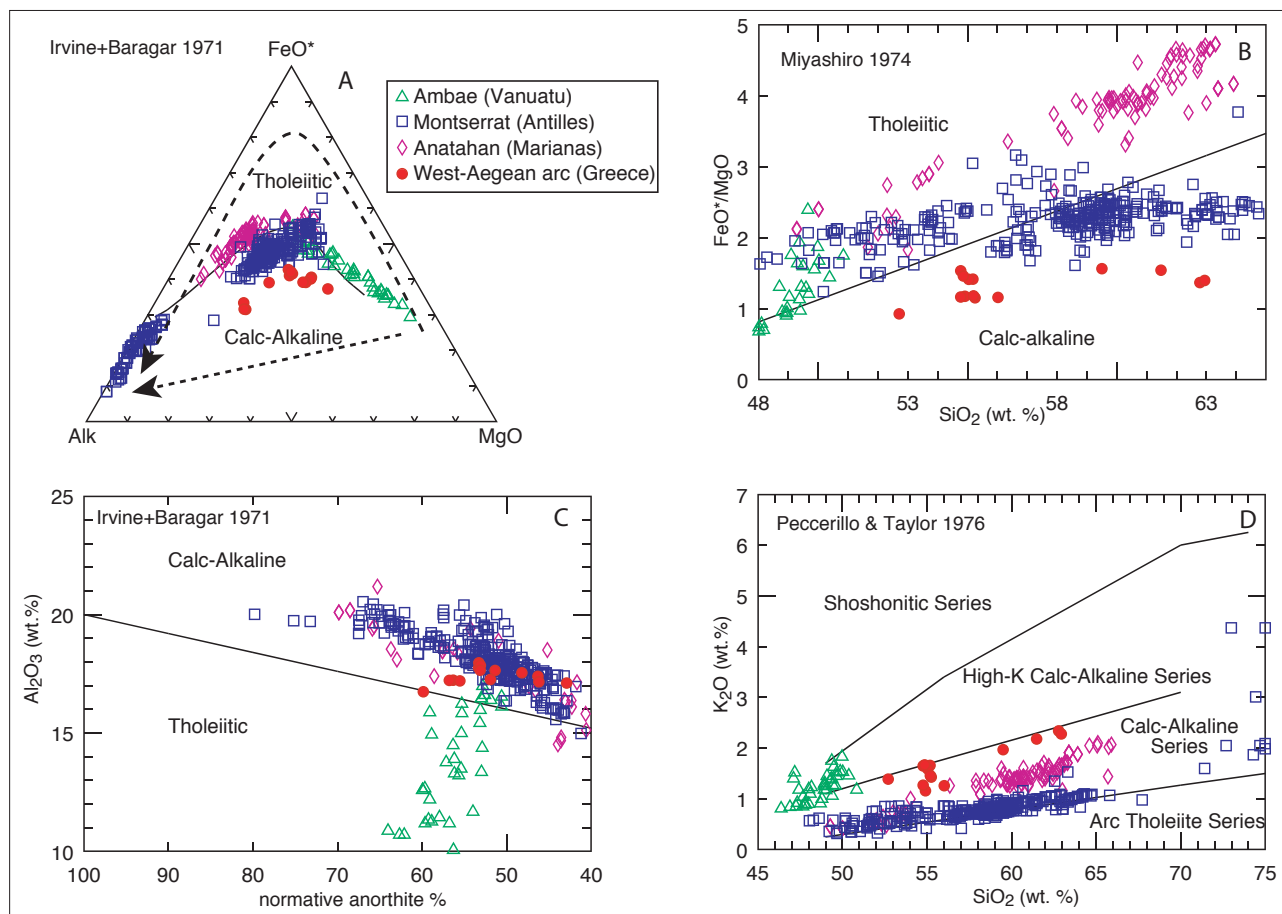 Irvine+Baragar 1971
FeO*
A
Ambae (Vanuatu)
Montserrat (Antilles)
Anatahan (Marianas)
West-Aegean arc (Greece)
Tholeiitic
Calc-Alkaline
Alk
MgO
5
4
3
2
1
0
FeO*/MgO
Miyashiro 1974
B
Tholeiitic
Calc-alkaline
48
53
58
63
SiO2 (wt. %)
25
20
15
10
Al2O3 (wt.%)
Irvine+Baragar 1971
C
Calc-Alkaline
Tholeiitic
100
90
80
70
60
50
40
normative anorthite %
7
6
5
4
3
2
1
0
K2O (wt.%)
Peccerillo & Taylor 1976
D
Shoshonitic Series
High-K Calc-Alkaline Series
Calc-Alkaline
Series
Arc Tholeiite Series
45
50
55
60
65
70
75
SiO2 (wt. %)